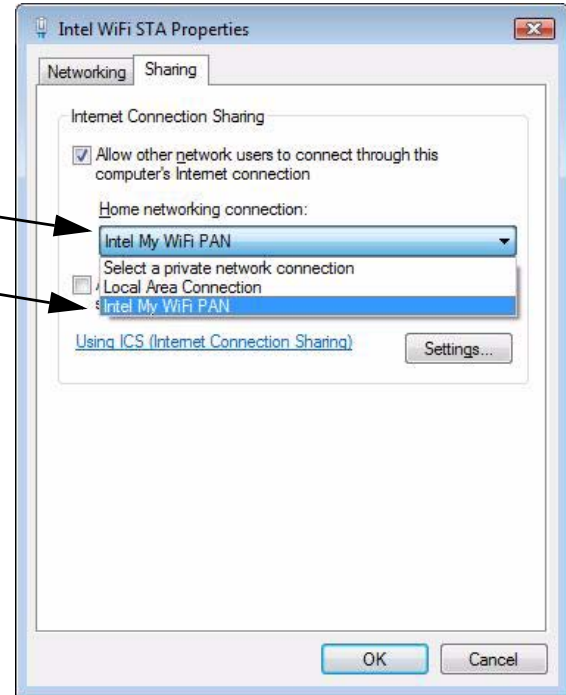 Intel WiFi STA Properties
Networking
Sharing
Internet Connection Sharing
Allow other network users to connect through this
computer's Internet connection
Home networking connection:
Intel My WiFi PAN
Select a private network connection
Local Area Connection
Intel My WiFi PAN
Using ICS (Internet Connection Sharing)
Settings...
OK
Cancel